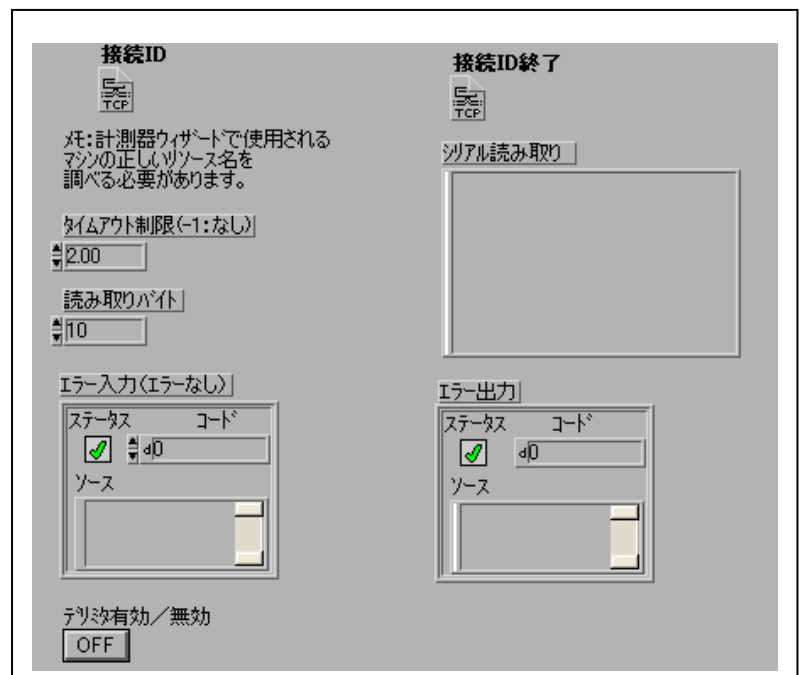 接続ID
TCP
ﾒﾓ:計測器ｳｨｻﾞｰﾄﾞで使用される
ﾏｼﾝの正しいﾘｿｰｽ名を
調べる必要があります。
ﾀｲﾑｱｳﾄ制限(-1:なし)
2.00
読み取りﾊﾞｲﾄ
10
ｴﾗｰ入力(ｴﾗｰなし)
ｽﾃｰﾀｽ ｺｰﾄﾞ
d0
ｿｰｽ
ﾃﾞﾘﾐﾀ有効／無効
OFF
接続ID終了
TCP
ｼﾘｱﾙ読み取り
ｴﾗｰ出力
ｽﾃｰﾀｽ ｺｰﾄﾞ
d0
ｿｰｽ